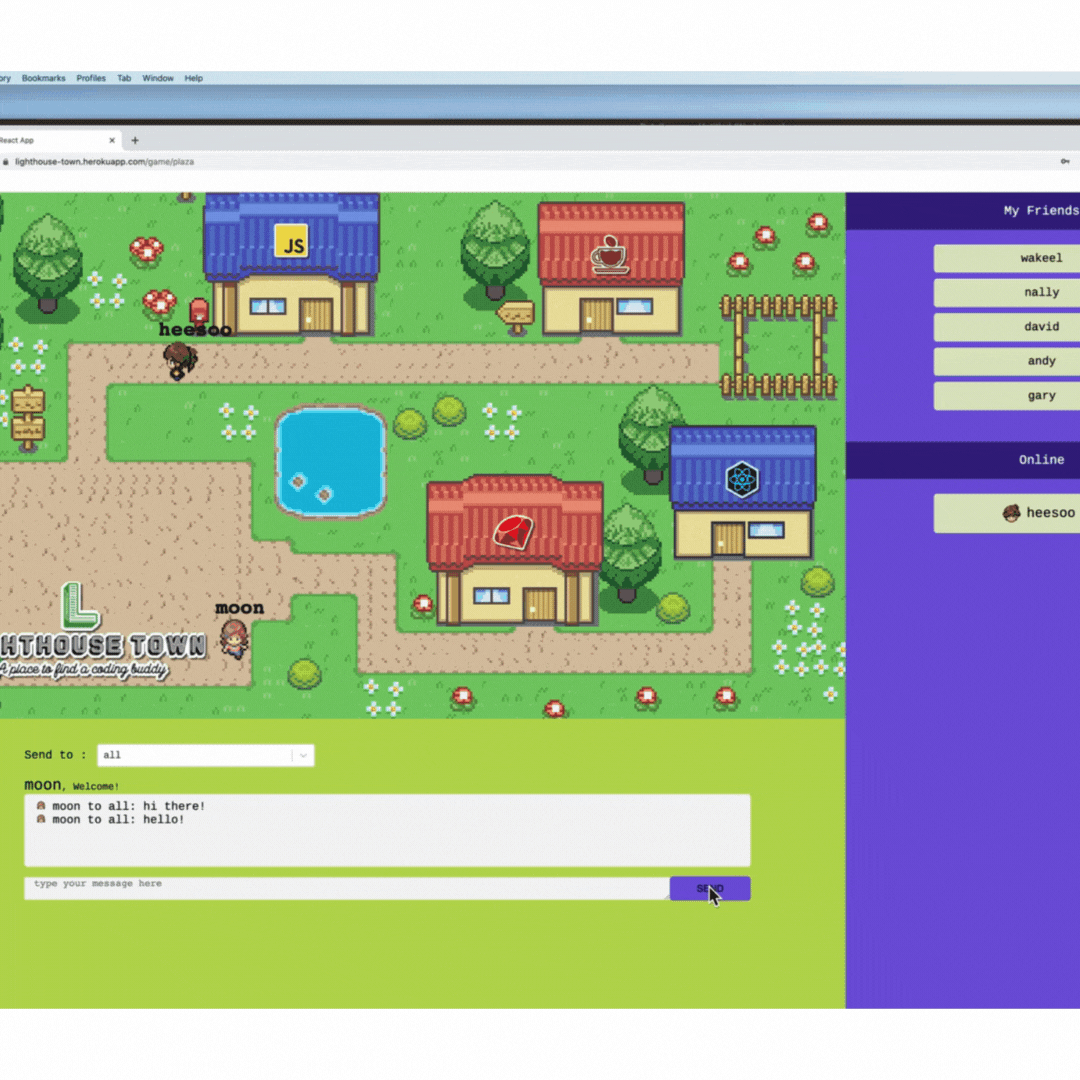 ory Bookmarks Profiles Tab Window Help
React App
lighthouse-town.herokuapp.com/game/plaza
My Friends
wakeel
nally
david
andy
gary
Online
heesoo
JS
heesoo
moon
L
HTHOUSE TOWN
A place to find a coding buddy
Send to : all
moon, Welcome!
moon to all: hi there!
moon to all: hello!
type your message here
SEND